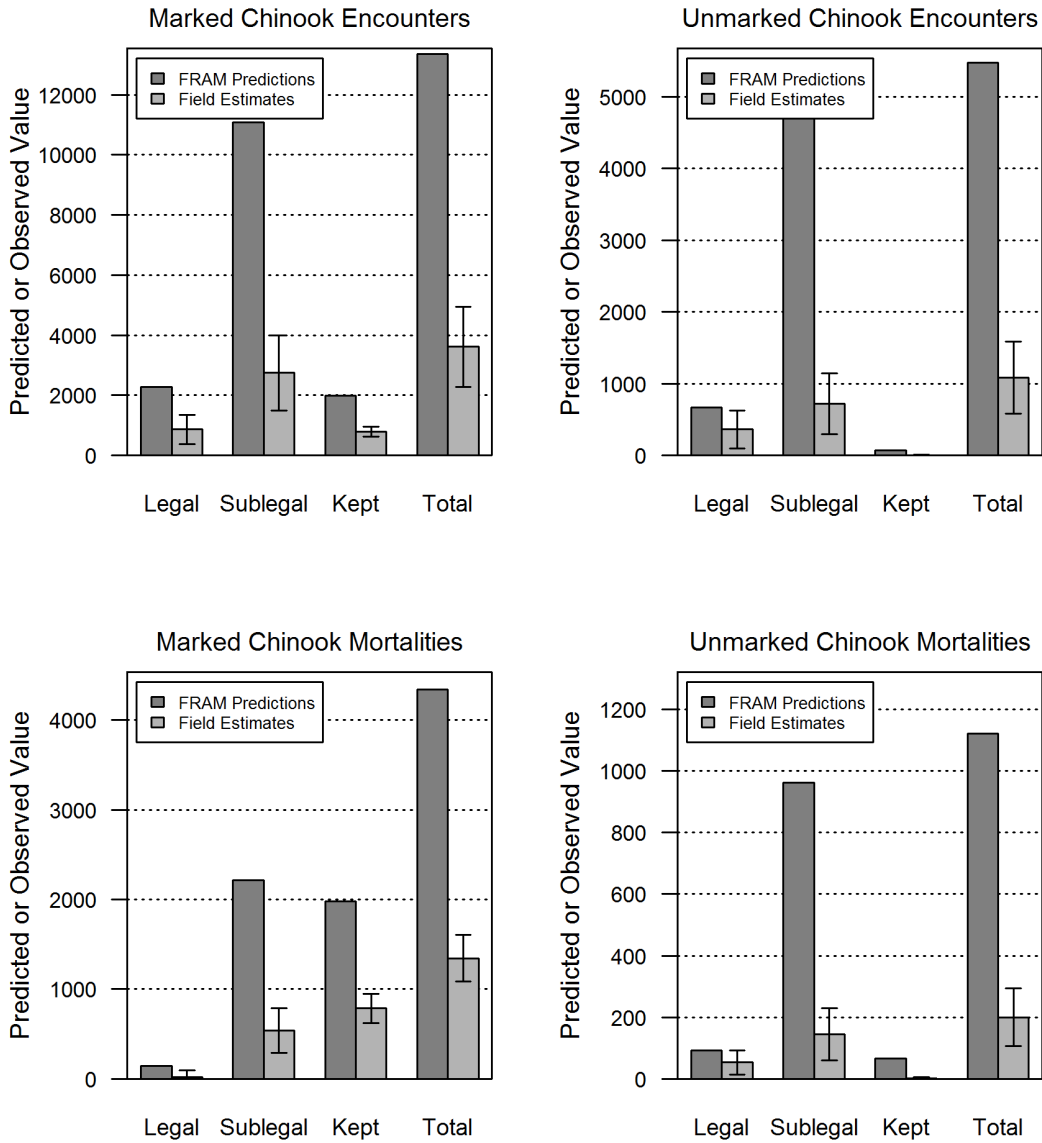 Marked Chinook Encounters
Predicted or Observed Value
12000
10000
8000
6000
4000
2000
0
FRAM Predictions
Field Estimates
Legal Sublegal Kept Total
Unmarked Chinook Encounters
Predicted or Observed Value
5000
4000
3000
2000
1000
0
FRAM Predictions
Field Estimates
Legal Sublegal Kept Total
Marked Chinook Mortalities
Predicted or Observed Value
4000
3000
2000
1000
0
FRAM Predictions
Field Estimates
Legal Sublegal Kept Total
Unmarked Chinook Mortalities
Predicted or Observed Value
1200
1000
800
600
400
200
0
FRAM Predictions
Field Estimates
Legal Sublegal Kept Total